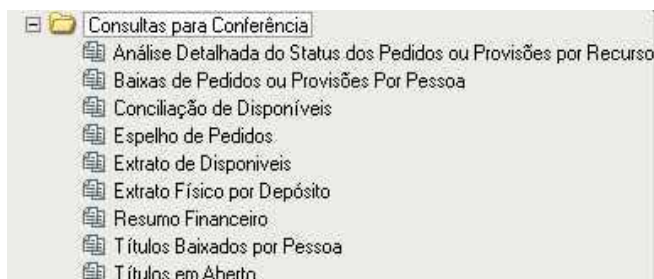 Consultas para Conferência
Análise Detalhada do Status dos Pedidos ou Provisões por Recurso
Baixas de Pedidos ou Provisões Por Pessoa
Conciliação de Disponíveis
Espelho de Pedidos
Extrato de Disponiveis
Extrato Físico por Depósito
Resumo Financeiro
Títulos Baixados por Pessoa
Títulos em Aberto